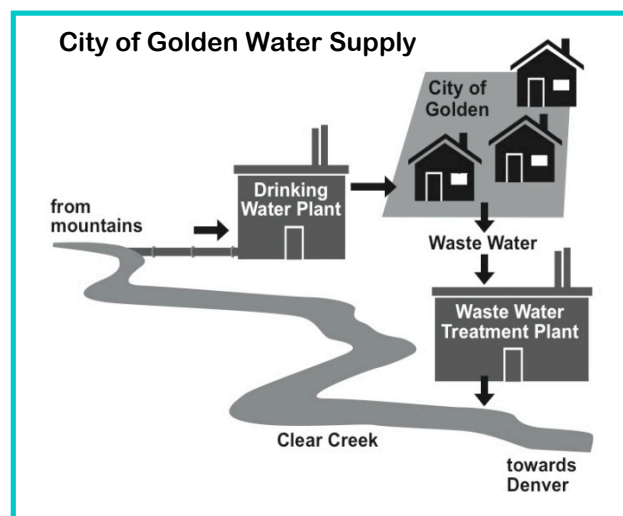 City of Golden Water Supply
City of
Golden
Drinking
Water Plant
from
mountains
Waste Water
Waste Water
Treatment Plant
Clear Creek
towards
Denver